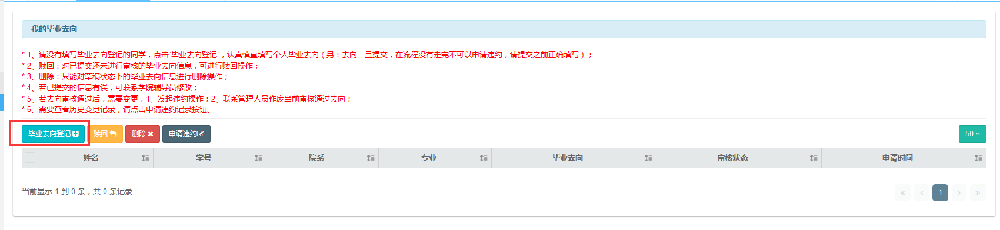 我的毕业去向
* 1、请没有填写毕业去向登记的同学，点击“毕业去向登记”，认真慎重填写个人毕业去向（另：去向一旦提交，在流程没有走完不可以申请违约，请提交之前正确填写）；
* 2、赎回：对已提交还未进行审核的毕业去向信息，可进行赎回操作；
* 3、删除：只能对草稿状态下的毕业去向信息进行删除操作；
* 4、若已提交的信息有误，可联系学院辅导员修改；
* 5、若去向审核通过后，需要变更，1、发起违约操作；2、联系管理人员作废当前审核通过去向；
* 6、需要查看历史变更记录，请点击申请违约记录按钮。
毕业去向登记 赎回 删除 申请违约 50
姓名 学号 院系 专业 毕业去向 审核状态 申请时间
当前显示 1 到 0 条，共 0 条记录 « ‹ 1 › »